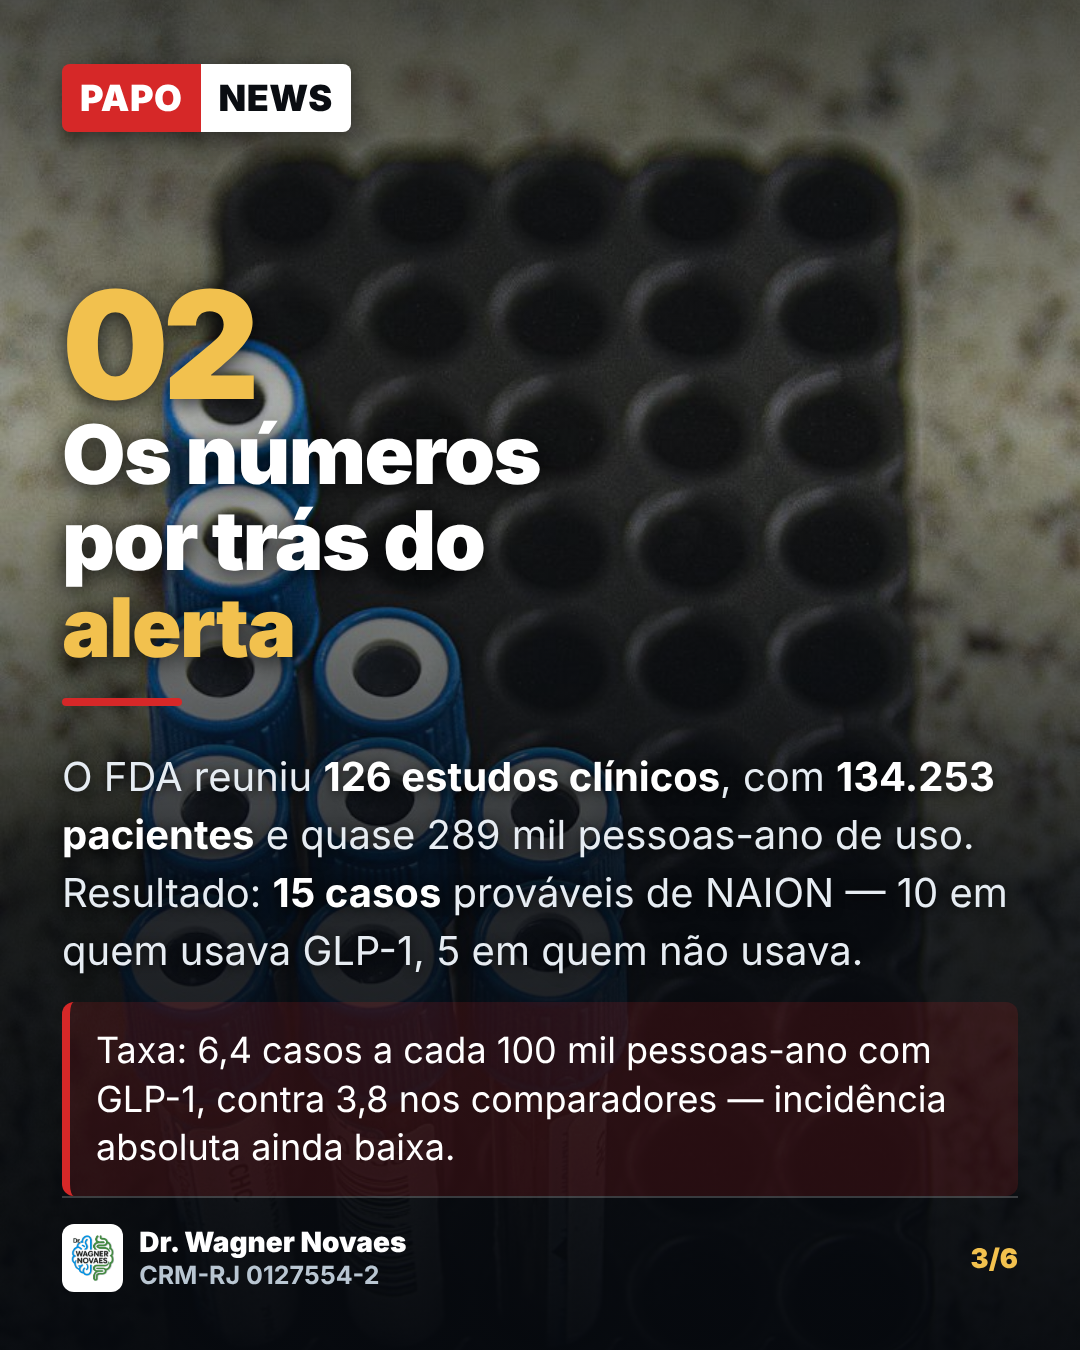 PAPO NEWS
02
Os números
por trás do
alerta
O FDA reuniu 126 estudos clínicos, com 134.253
pacientes e quase 289 mil pessoas-ano de uso.
Resultado: 15 casos prováveis de NAION — 10 em
quem usava GLP-1, 5 em quem não usava.
Taxa: 6,4 casos a cada 100 mil pessoas-ano com
GLP-1, contra 3,8 nos comparadores — incidência
absoluta ainda baixa.
Dr.
WAGNER
NOVAES
Dr. Wagner Novaes
CRM-RJ 0127554-2
3/6